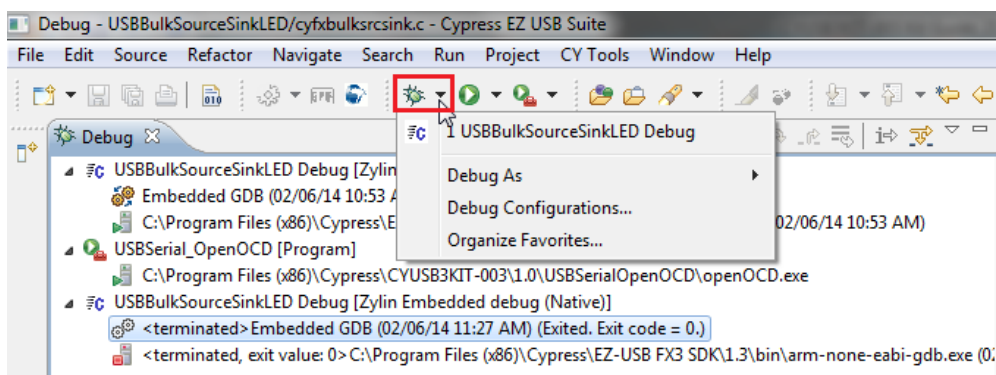 Debug - USBBulkSourceSinkLED/cyfxbulksrcsink.c - Cypress EZ USB Suite
File Edit Source Refactor Navigate Search Run Project CY Tools Window Help
010
Debug
1 USBBulkSourceSinkLED Debug
Debug As
Debug Configurations...
Organize Favorites...
USBBulkSourceSinkLED Debug [Zylin
Embedded GDB (02/06/14 10:53 A
C:\Program Files (x86)\Cypress\E 02/06/14 10:53 AM)
USBSerial_OpenOCD [Program]
C:\Program Files (x86)\Cypress\CYUSB3KIT-003\1.0\USBSerialOpenOCD\openOCD.exe
USBBulkSourceSinkLED Debug [Zylin Embedded debug (Native)]
<terminated>Embedded GDB (02/06/14 11:27 AM) (Exited. Exit code = 0.)
<terminated, exit value: 0>C:\Program Files (x86)\Cypress\EZ-USB FX3 SDK\1.3\bin\arm-none-eabi-gdb.exe (02